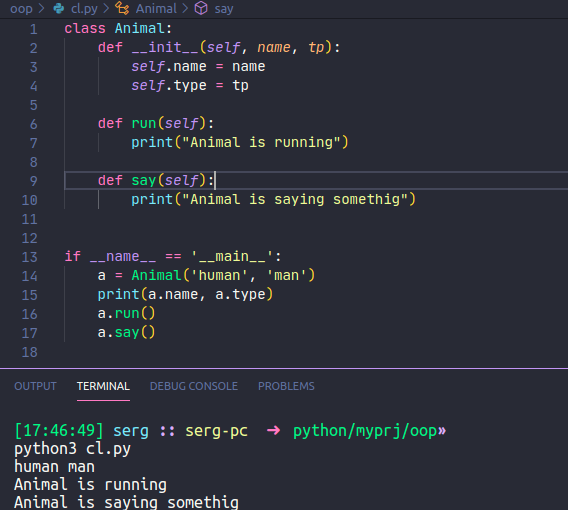 oop > cl.py > Animal > say
1 class Animal:
2     def __init__(self, name, tp):
3         self.name = name
4         self.type = tp
5
6     def run(self):
7         print("Animal is running")
8
9     def say(self):
10         print("Animal is saying somethig")
11
12
13 if __name__ == '__main__':
14     a = Animal('human', 'man')
15     print(a.name, a.type)
16     a.run()
17     a.say()
18
OUTPUT TERMINAL DEBUG CONSOLE PROBLEMS
[17:46:49] serg :: serg-pc ➜ python/myprj/oop»
python3 cl.py
human man
Animal is running
Animal is saying somethig